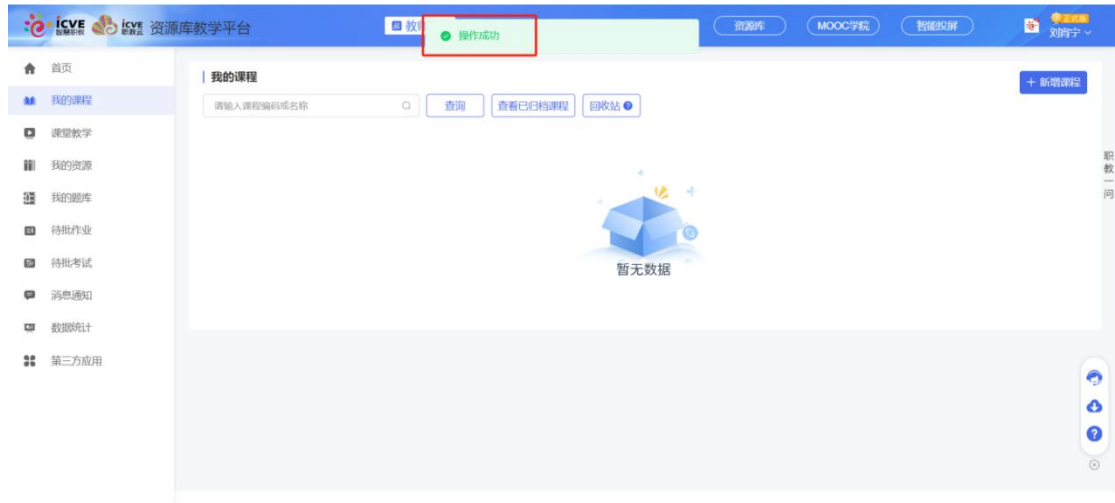 icve 智慧职教 icve 职教云 资源库教学平台
教师
操作成功
资源库
MOOC学院
智能投屏
正式版
刘宵宁
首页
我的课程
课堂教学
我的资源
我的题库
待批作业
待批考试
消息通知
数据统计
第三方应用
我的课程
+ 新增课程
请输入课程编码或名称
查询
查看已归档课程
回收站
暂无数据
职教一问